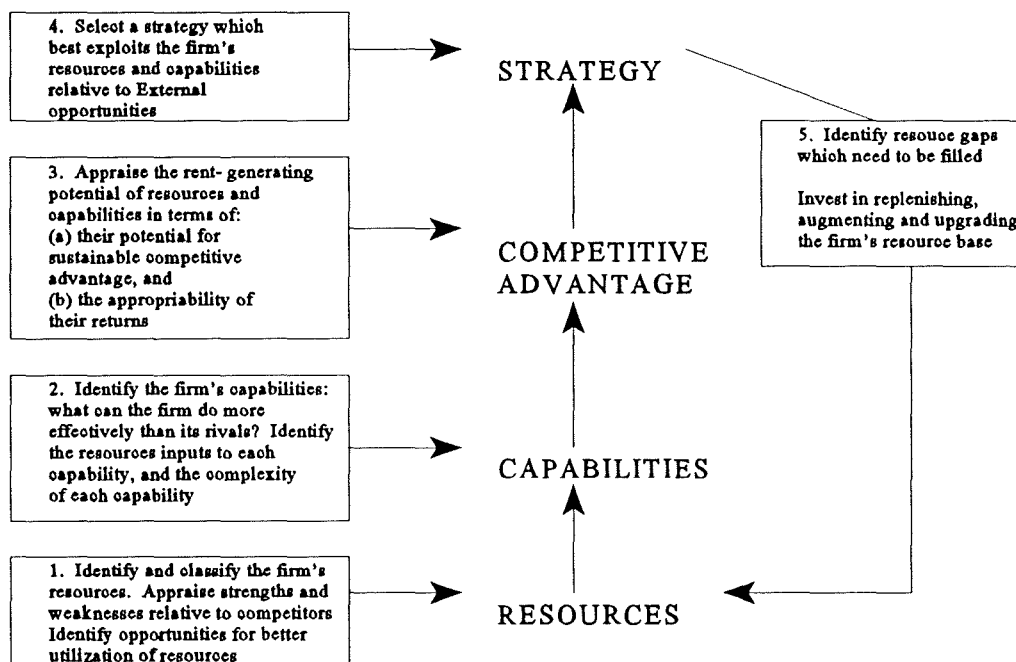 4. Select a strategy which
best exploits the firm's
resources and capabilities
relative to External
opportunities
STRATEGY
5. Identify resouce gaps
which need to be filled
Invest in replenishing,
augmenting and upgrading
the firm's resource base
3. Appraise the rent- generating
potential of resources and
capabilities in terms of:
(a) their potential for
sustainable competitive
advantage, and
(b) the appropriability of
their returns
COMPETITIVE
ADVANTAGE
2. Identify the firm's capabilities:
what can the firm do more
effectively than its rivals? Identify
the resources inputs to each
capability, and the complexity
of each capability
CAPABILITIES
1. Identify and classify the firm's
resources. Appraise strengths and
weaknesses relative to competitors
Identify opportunities for better
utilization of resources
RESOURCES